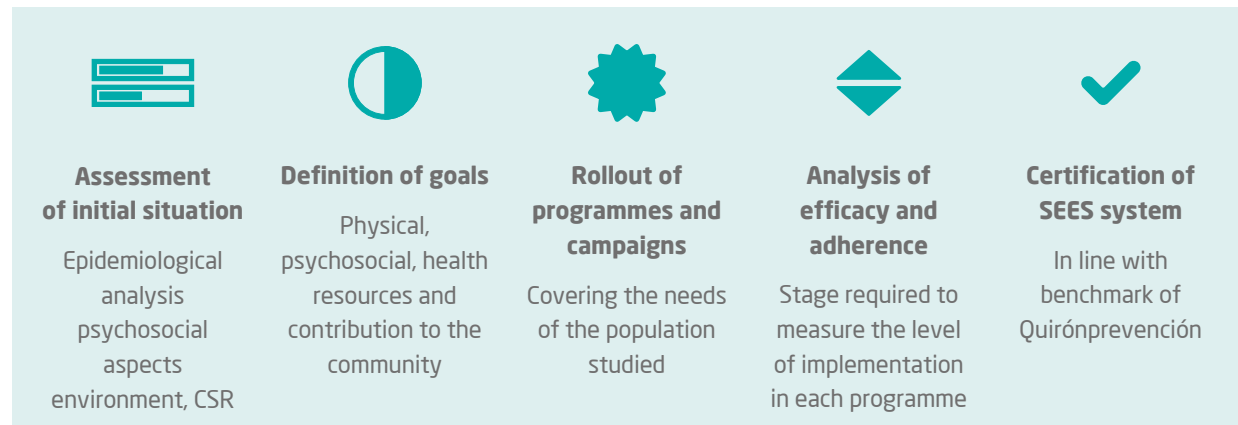 Assessment
of initial situation
Epidemiological
analysis
psychosocial
aspects
environment, CSR
Definition of goals
Physical,
psychosocial, health
resources and
contribution to the
community
Rollout of
programmes and
campaigns
Covering the needs
of the population
studied
Analysis of
efficacy and
adherence
Stage required to
measure the level
of implementation
in each programme
Certification of
SEES system
In line with
benchmark of
Quirónprevención